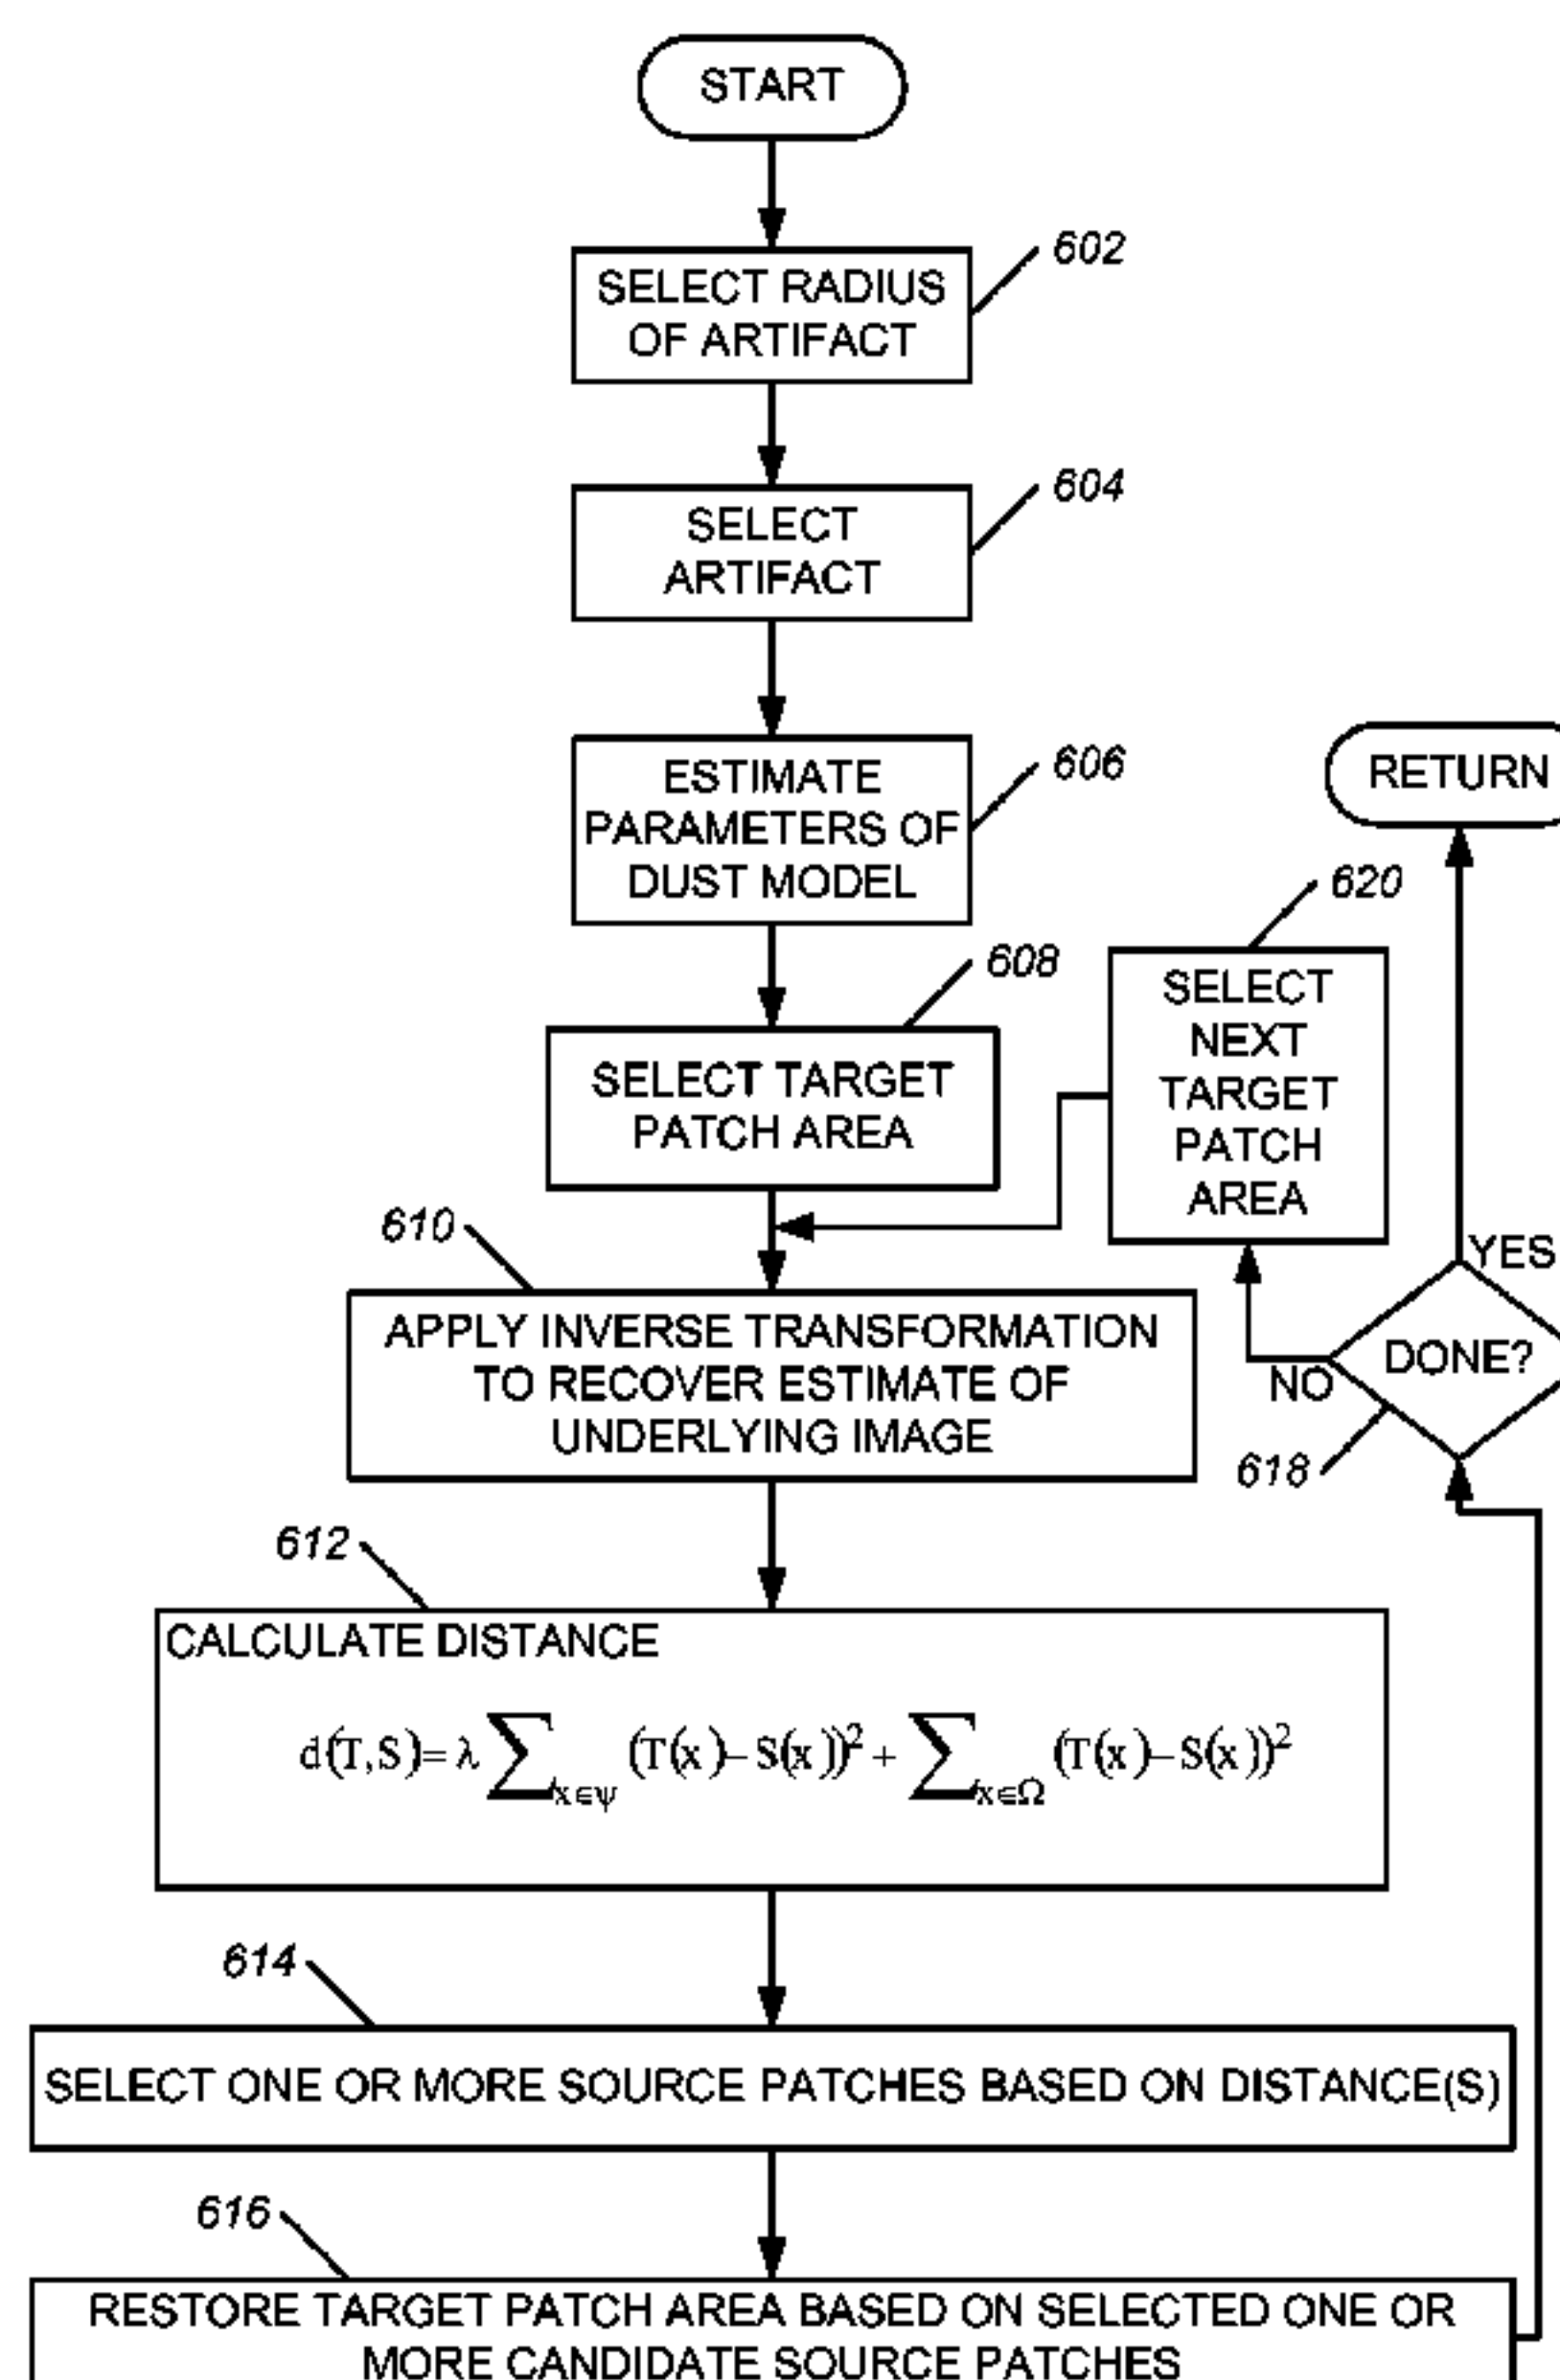 START
602
SELECT RADIUS
OF ARTIFACT
604
SELECT
ARTIFACT
606
ESTIMATE
PARAMETERS OF
DUST MODEL
RETURN
620
608
SELECT
NEXT
TARGET
PATCH
AREA
SELECT TARGET
PATCH AREA
610
YES
APPLY INVERSE TRANSFORMATION
TO RECOVER ESTIMATE OF
UNDERLYING IMAGE
DONE?
NO
618
612
CALCULATE DISTANCE
d(T,S)= λ ∑x∈ψ (T(x)–S(x))² + ∑x∈Ω (T(x)–S(x))²
614
SELECT ONE OR MORE SOURCE PATCHES BASED ON DISTANCE(S)
616
RESTORE TARGET PATCH AREA BASED ON SELECTED ONE OR
MORE CANDIDATE SOURCE PATCHES